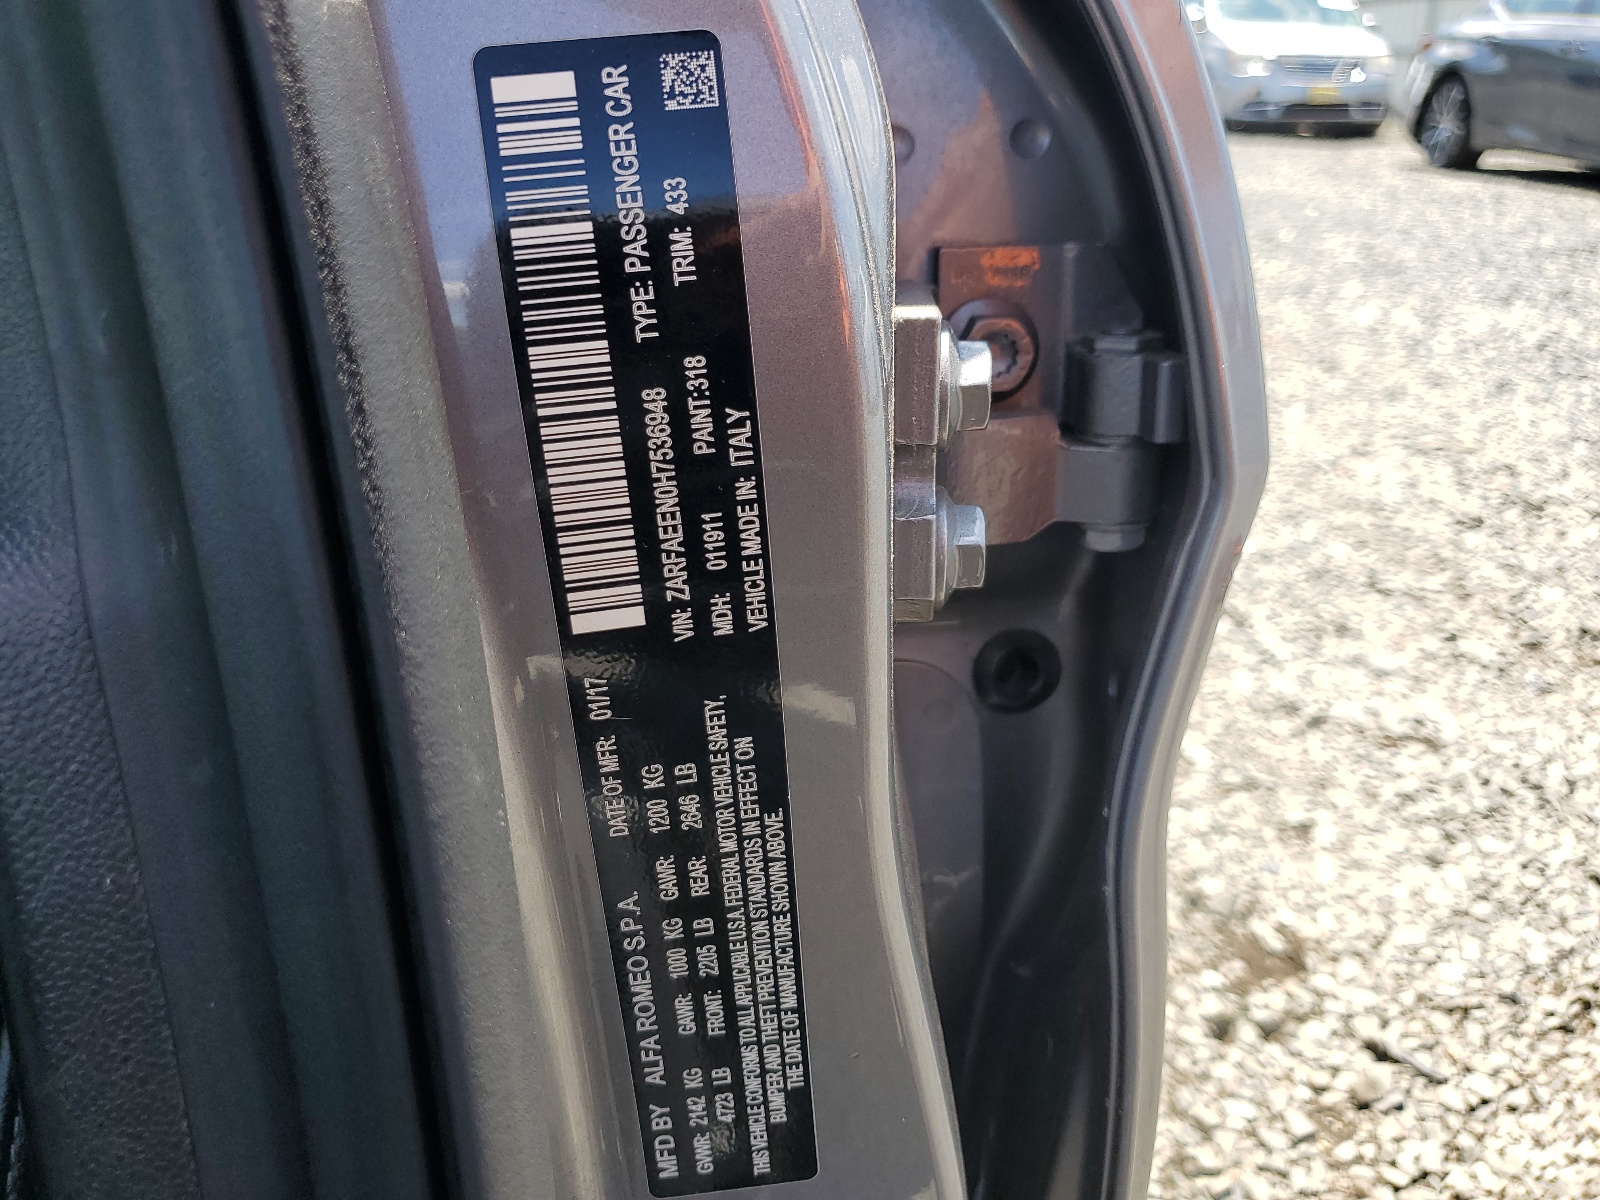 MFD BY ALFA ROMEO S.P.A. DATE OF MFR: 01/17
GVWR: 2142 KG GAWR: 1000 KG GAWR: 1200 KG
4723 LB FRONT: 2205 LB REAR: 2646 LB
THIS VEHICLE CONFORMS TO ALL APPLICABLE U.S.A. FEDERAL MOTOR VEHICLE SAFETY,
BUMPER AND THEFT PREVENTION STANDARDS IN EFFECT ON
THE DATE OF MANUFACTURE SHOWN ABOVE.
VIN: ZARFAEEN0H7536948 TYPE: PASSENGER CAR
MDH: 011911 PAINT:318 TRIM: 433
VEHICLE MADE IN: ITALY